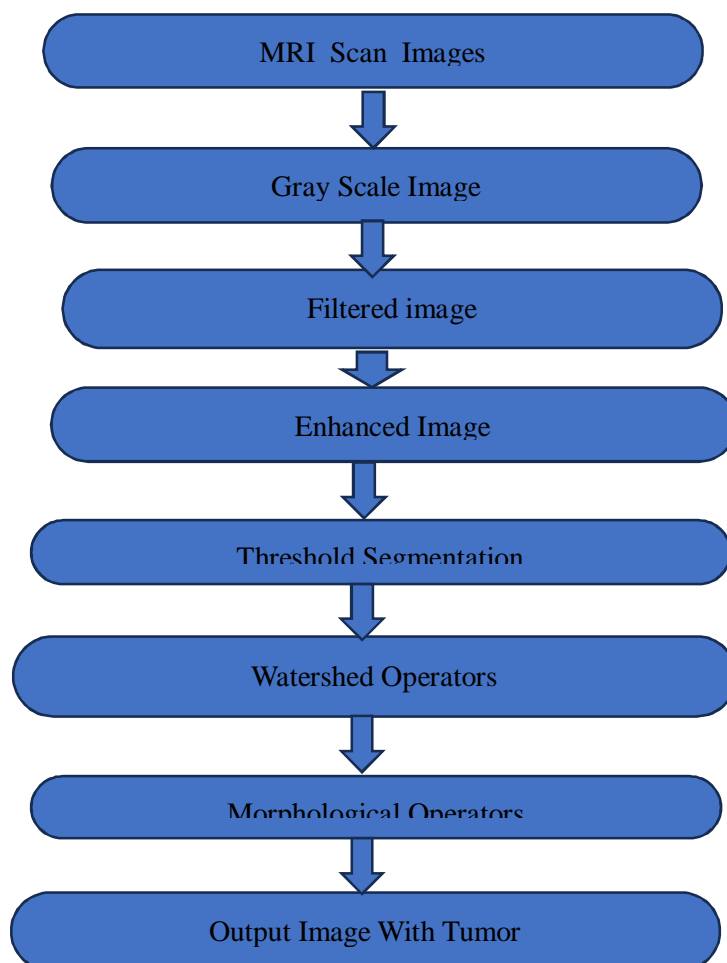 MRI Scan Images
Gray Scale Image
Filtered image
Enhanced Image
Threshold Segmentation
Watershed Operators
Morphological Operators
Output Image With Tumor